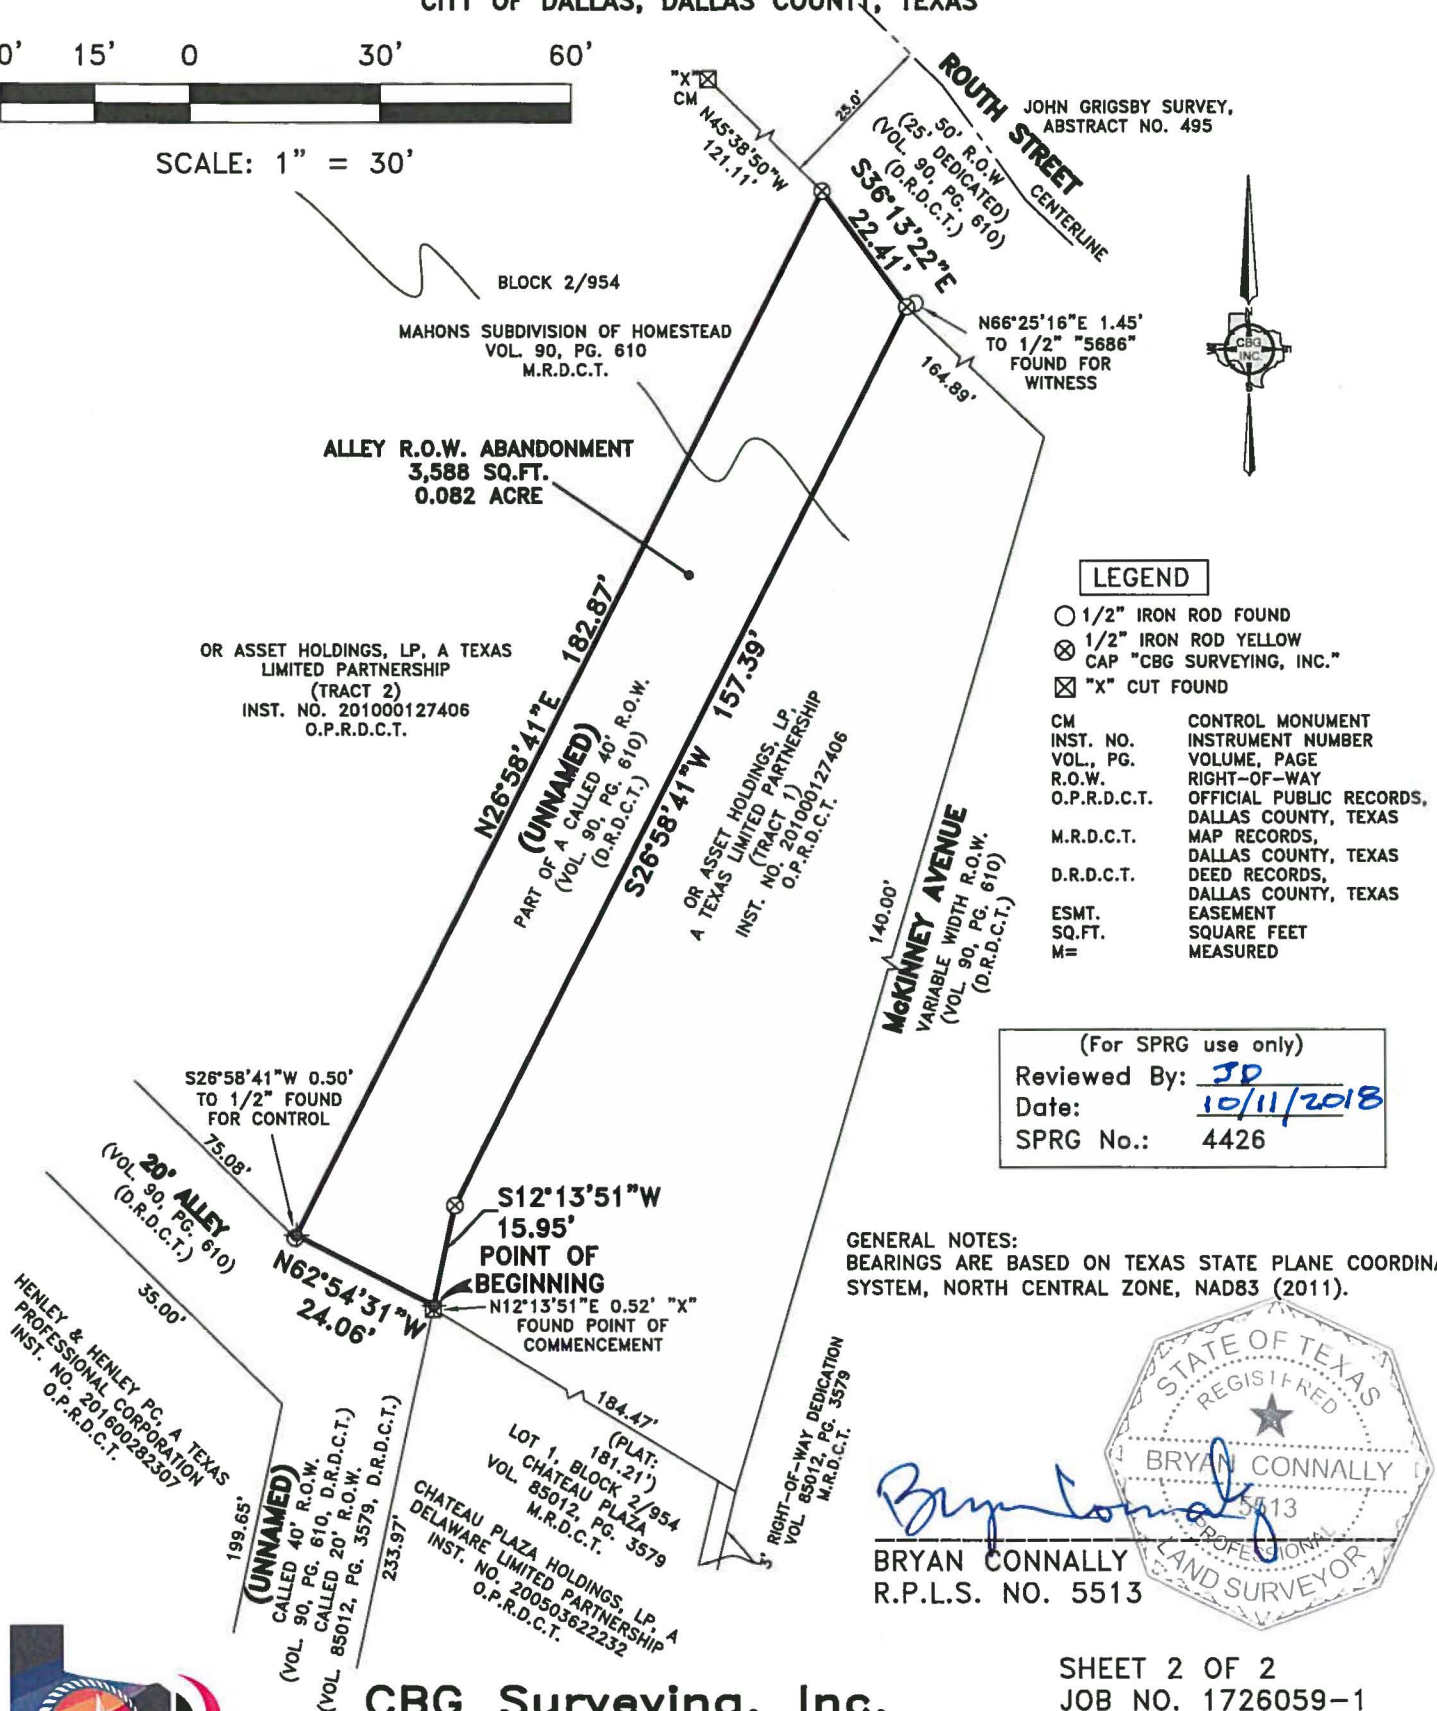 CITY OF DALLAS, DALLAS COUNTY, TEXAS
0' 15' 0 30' 60'
SCALE: 1" = 30'
"X"
CM
N45°38'50"W
121.11'
25.0'
ROUTH STREET
50' R.O.W
(25' DEDICATED)
(VOL. 90, PG. 610)
(D.R.D.C.T.)
CENTERLINE
JOHN GRIGSBY SURVEY,
ABSTRACT NO. 495
S36°13'22"E
22.41'
BLOCK 2/954
MAHONS SUBDIVISION OF HOMESTEAD
VOL. 90, PG. 610
M.R.D.C.T.
N66°25'16"E 1.45'
TO 1/2" "5686"
FOUND FOR
WITNESS
164.89'
N
W
E
S
CBG
INC.
ALLEY R.O.W. ABANDONMENT
3,588 SQ.FT.
0.082 ACRE
OR ASSET HOLDINGS, LP, A TEXAS
LIMITED PARTNERSHIP
(TRACT 2)
INST. NO. 201000127406
O.P.R.D.C.T.
N26°58'41"E 182.87'
(UNNAMED)
PART OF A CALLED 40' R.O.W.
(VOL. 90, PG. 610)
(D.R.D.C.T.)
S26°58'41"W 157.39'
OR ASSET HOLDINGS, LP,
A TEXAS LIMITED PARTNERSHIP
(TRACT 1)
INST. NO. 201000127406
O.P.R.D.C.T.
140.00'
McKINNEY AVENUE
VARIABLE WIDTH R.O.W.
(VOL. 90, PG. 610)
(D.R.D.C.T.)
LEGEND
1/2" IRON ROD FOUND
1/2" IRON ROD YELLOW
CAP "CBG SURVEYING, INC."
"X" CUT FOUND
CM CONTROL MONUMENT
INST. NO. INSTRUMENT NUMBER
VOL., PG. VOLUME, PAGE
R.O.W. RIGHT-OF-WAY
O.P.R.D.C.T. OFFICIAL PUBLIC RECORDS,
DALLAS COUNTY, TEXAS
M.R.D.C.T. MAP RECORDS,
DALLAS COUNTY, TEXAS
D.R.D.C.T. DEED RECORDS,
DALLAS COUNTY, TEXAS
ESMT. EASEMENT
SQ.FT. SQUARE FEET
M= MEASURED
(For SPRG use only)
Reviewed By: JD
Date: 10/11/2018
SPRG No.: 4426
S26°58'41"W 0.50'
TO 1/2" FOUND
FOR CONTROL
75.08'
20' ALLEY
(VOL. 90, PG. 610)
(D.R.D.C.T.)
35.00'
HENLEY & HENLEY PC, A TEXAS
PROFESSIONAL CORPORATION
INST. NO. 201600282307
O.P.R.D.C.T.
N62°54'31"W
24.06'
S12°13'51"W
15.95'
POINT OF
BEGINNING
N12°13'51"E 0.52' "X"
FOUND POINT OF
COMMENCEMENT
199.65'
(UNNAMED)
CALLED 40' R.O.W.
(VOL. 90, PG. 610, D.R.D.C.T.)
CALLED 20' R.O.W.
(VOL. 85012, PG. 3579, D.R.D.C.T.)
233.97'
184.47'
(PLAT:
181.21')
LOT 1, BLOCK 2/954
CHATEAU PLAZA
VOL. 85012, PG. 3579
M.R.D.C.T.
CHATEAU PLAZA HOLDINGS, LP, A
DELAWARE LIMITED PARTNERSHIP
INST. NO. 200503622232
O.P.R.D.C.T.
3' RIGHT-OF-WAY DEDICATION
VOL. 85012, PG. 3579
M.R.D.C.T.
GENERAL NOTES:
BEARINGS ARE BASED ON TEXAS STATE PLANE COORDINA
SYSTEM, NORTH CENTRAL ZONE, NAD83 (2011).
STATE OF TEXAS
REGISTERED
BRYAN CONNALLY
5513
PROFESSIONAL
LAND SURVEYOR
Bryan Connally
BRYAN CONNALLY
R.P.L.S. NO. 5513
CBG Surveying, Inc.
SHEET 2 OF 2
JOB NO. 1726059-1